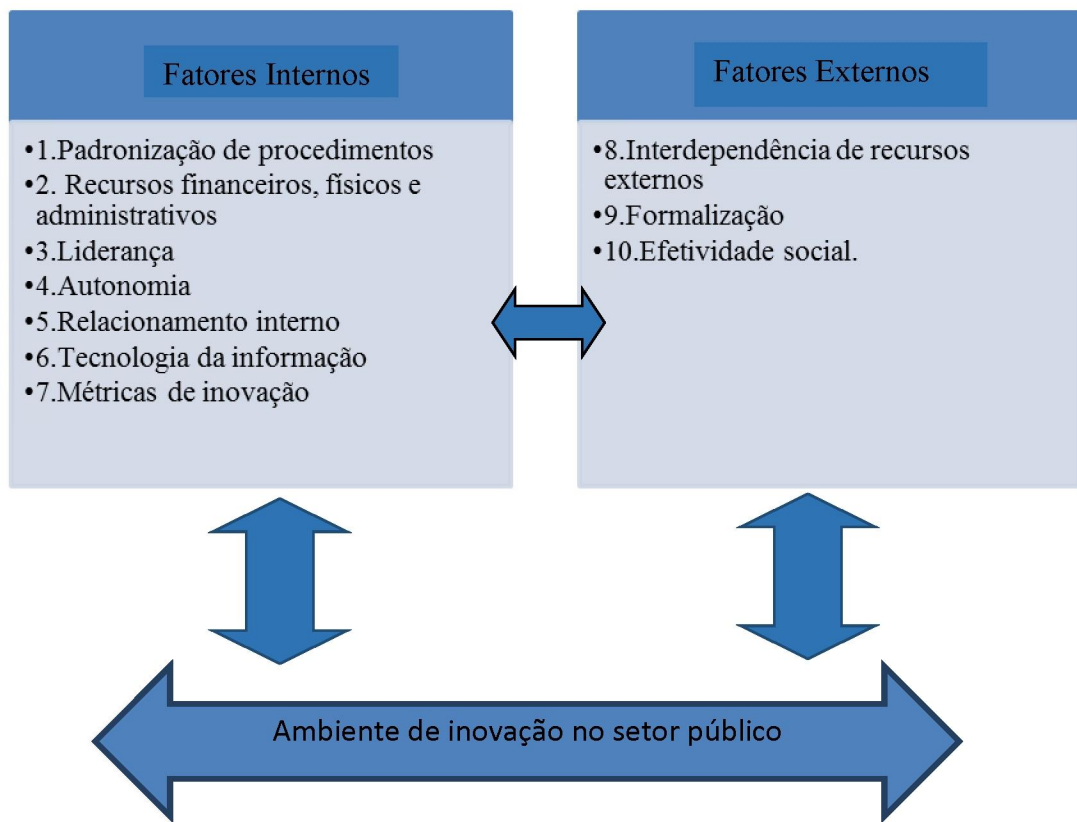 Fatores Internos
•1.Padronização de procedimentos
•2. Recursos financeiros, físicos e
administrativos
•3.Liderança
•4.Autonomia
•5.Relacionamento interno
•6.Tecnologia da informação
•7.Métricas de inovação
Fatores Externos
•8.Interdependência de recursos
externos
•9.Formalização
•10.Efetividade social.
Ambiente de inovação no setor público